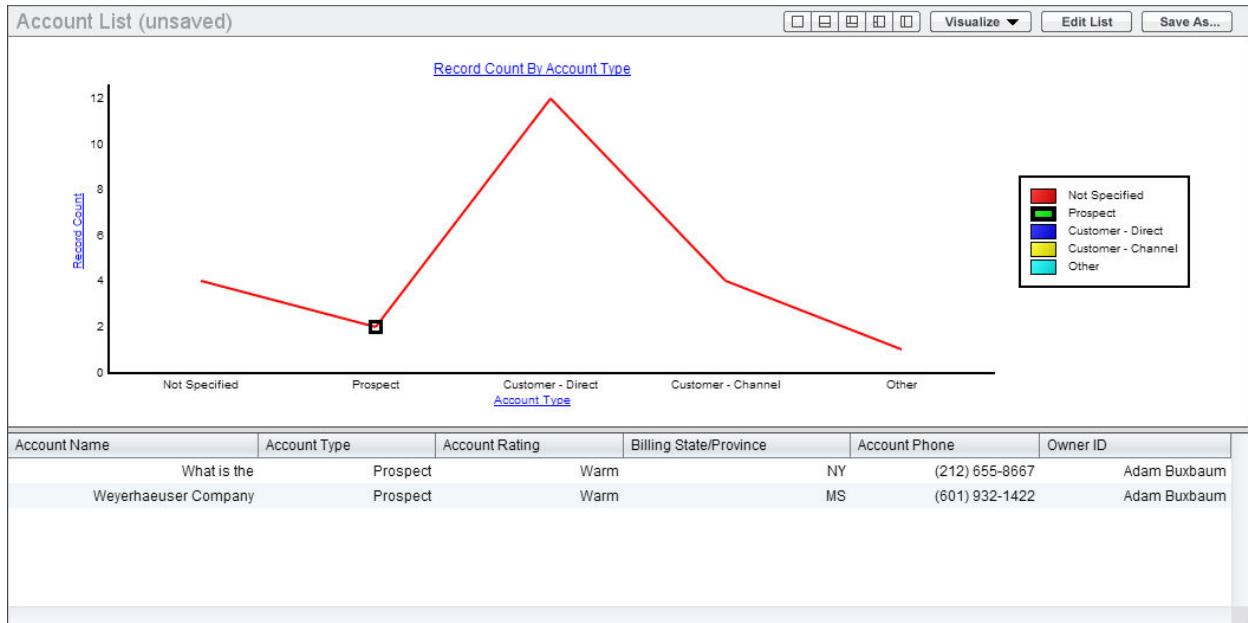 Account List (unsaved)
Visualize
Edit List
Save As...
Record Count By Account Type
12
10
8
6
4
2
0
Record Count
Not Specified
Prospect
Customer - Direct
Customer - Channel
Other
Account Type
Not Specified
Prospect
Customer - Direct
Customer - Channel
Other
Account Name Account Type Account Rating Billing State/Province Account Phone Owner ID
What is the Prospect Warm NY (212) 655-8667 Adam Buxbaum
Weyerhaeuser Company Prospect Warm MS (601) 932-1422 Adam Buxbaum